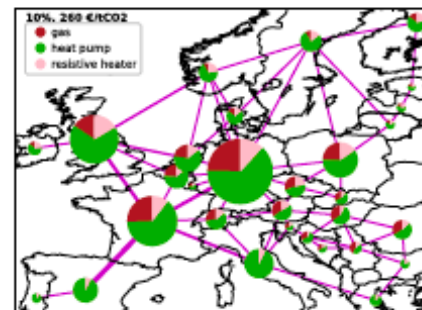 10%, 260 €/tCO2
gas
heat pump
resistive heater